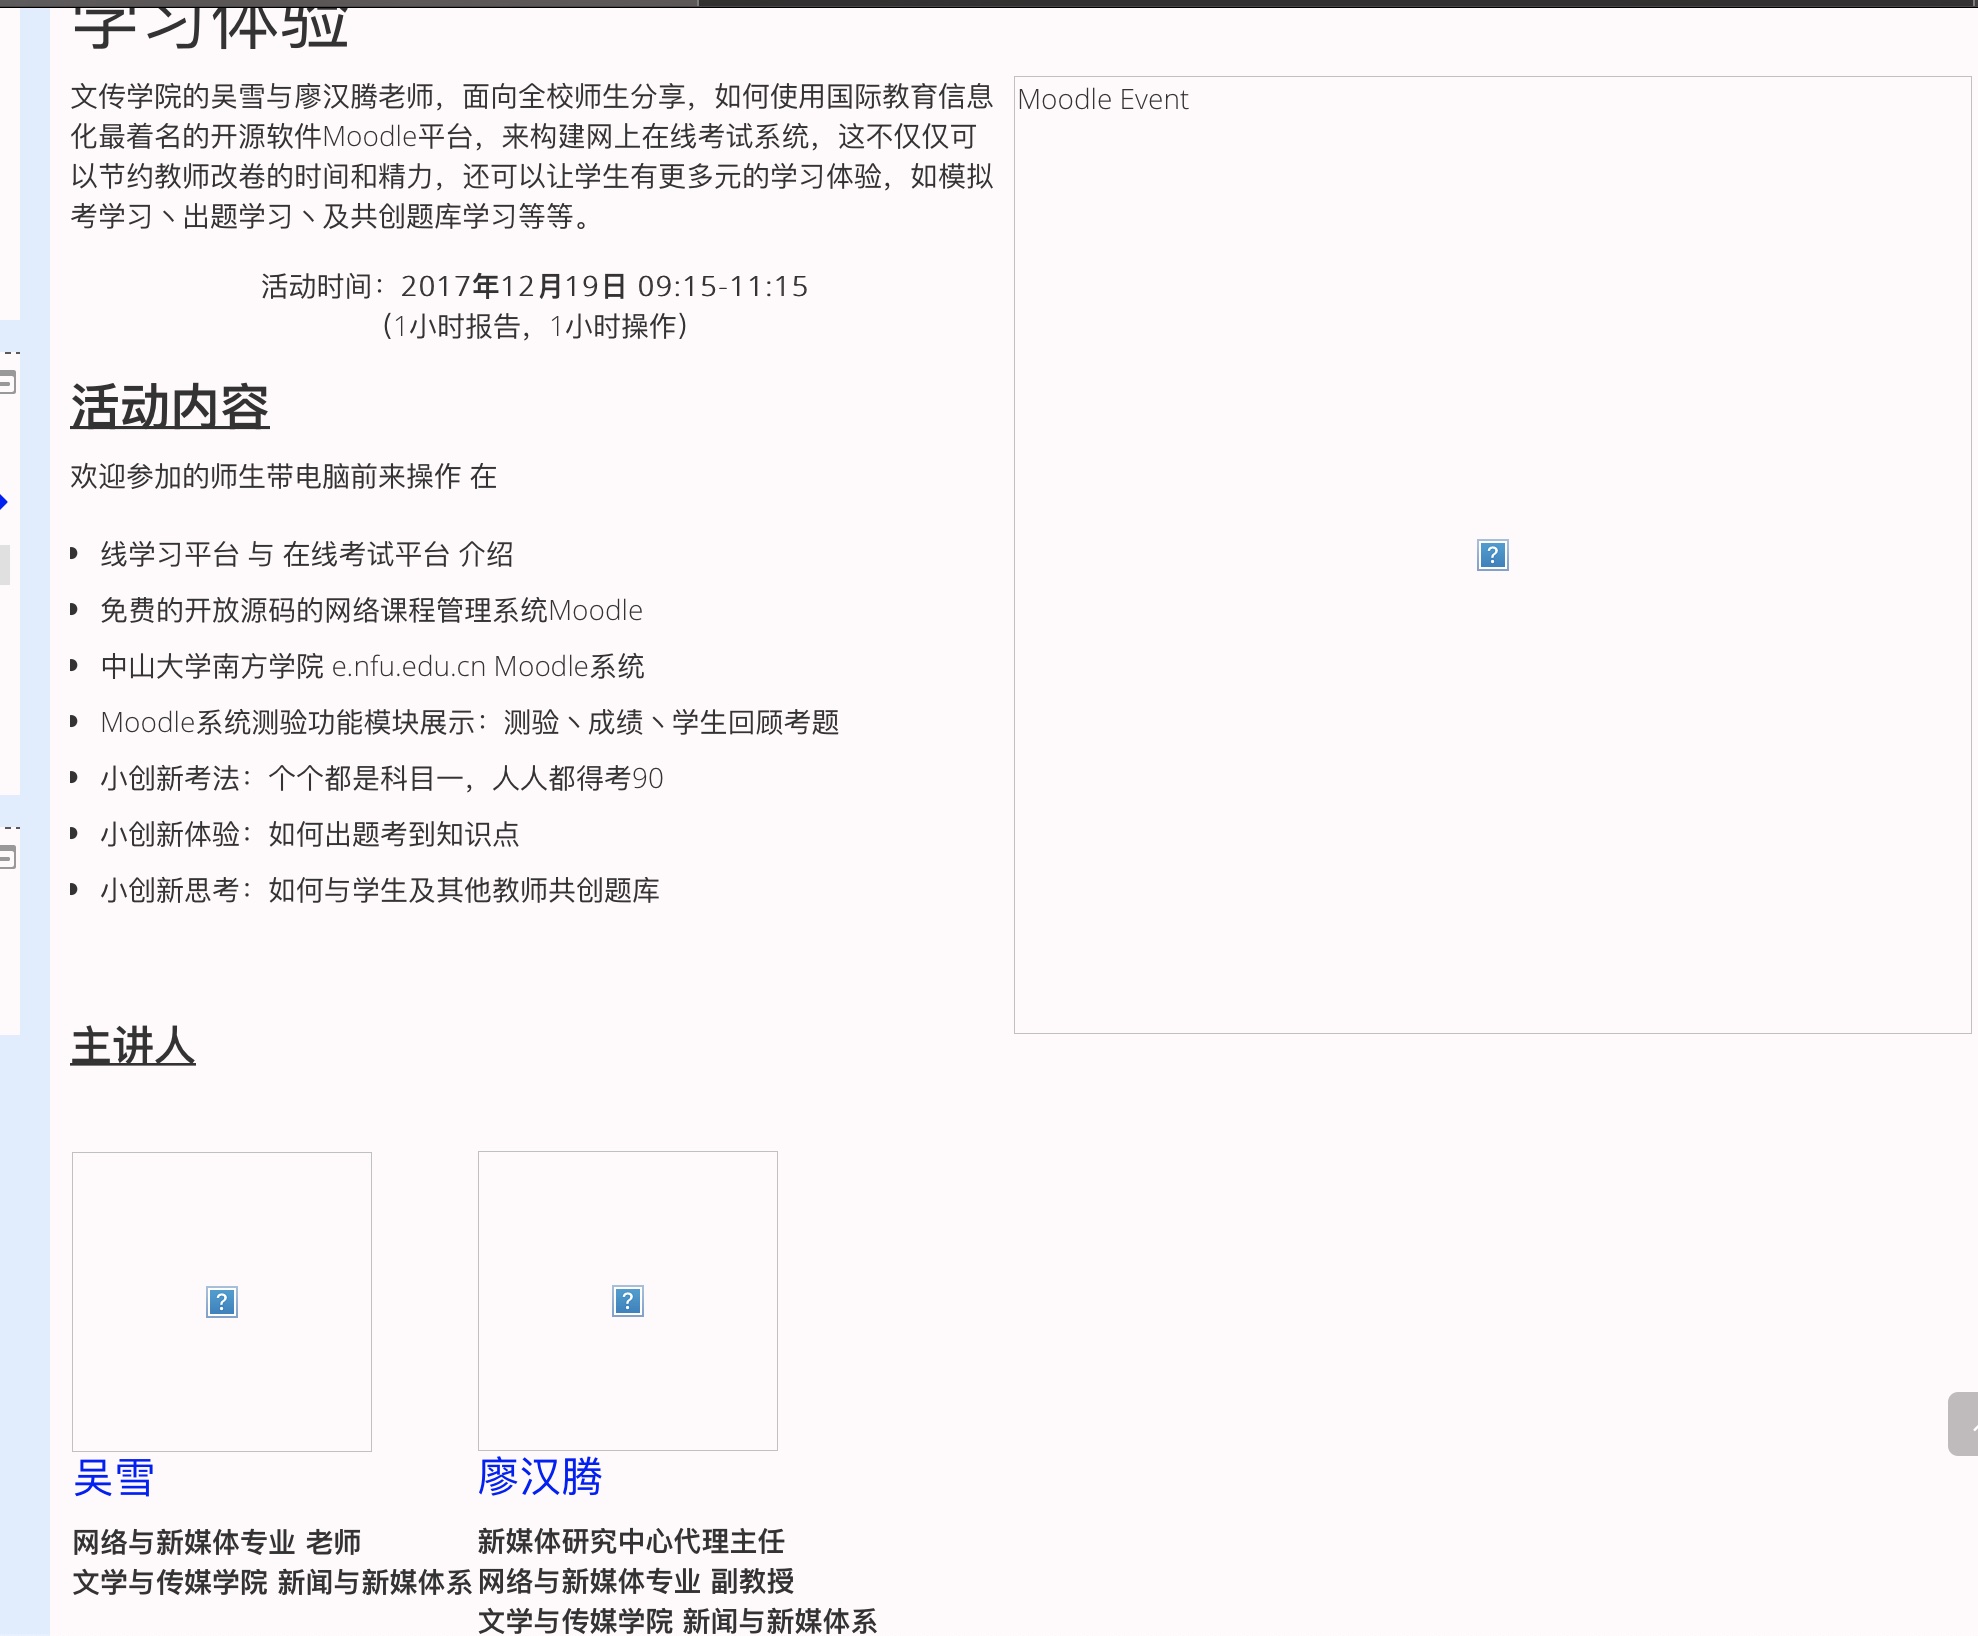 学习体验
文传学院的吴雪与廖汉腾老师，面向全校师生分享，如何使用国际教育信息
化最着名的开源软件Moodle平台，来构建网上在线考试系统，这不仅仅可
以节约教师改卷的时间和精力，还可以让学生有更多元的学习体验，如模拟
考学习丶出题学习丶及共创题库学习等等。
活动时间：2017年12月19日 09:15-11:15
（1小时报告，1小时操作）
活动内容
欢迎参加的师生带电脑前来操作 在
线学习平台 与 在线考试平台 介绍
免费的开放源码的网络课程管理系统Moodle
中山大学南方学院 e.nfu.edu.cn Moodle系统
Moodle系统测验功能模块展示：测验丶成绩丶学生回顾考题
小创新考法：个个都是科目一，人人都得考90
小创新体验：如何出题考到知识点
小创新思考：如何与学生及其他教师共创题库
Moodle Event
主讲人
吴雪
网络与新媒体专业 老师
文学与传媒学院 新闻与新媒体系
廖汉腾
新媒体研究中心代理主任
网络与新媒体专业 副教授
文学与传媒学院 新闻与新媒体系